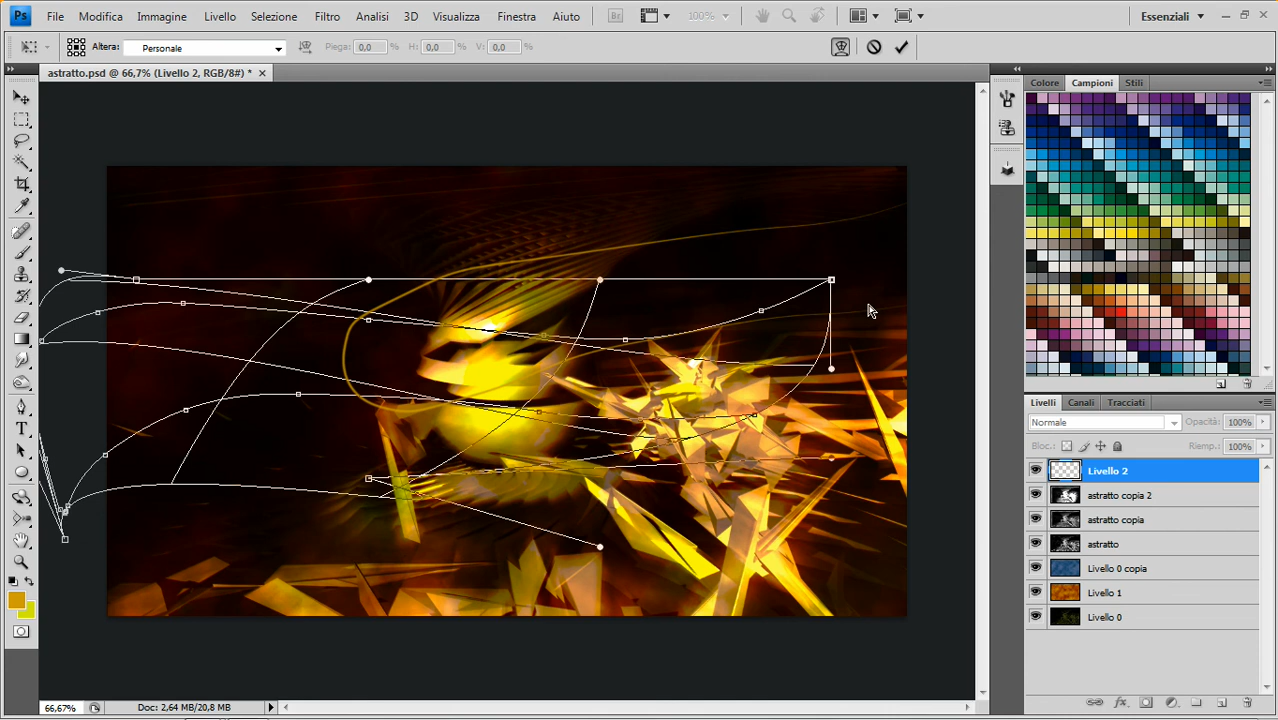 Ps File Modifica Immagine Livello Selezione Filtro Analisi 3D Visualizza Finestra Aiuto Br 100% Essenziali
Altera: Personale Piega: 0,0 % H: 0,0 % V: 0,0 %
astratto.psd @ 66,7% (Livello 2, RGB/8#) *
Colore Campioni Stili
Livelli Canali Tracciati
Normale Opacità: 100%
Bloc.: Riemp.: 100%
Livello 2
astratto copia 2
astratto copia
astratto
Livello 0 copia
Livello 1
Livello 0
66,67% Doc: 2,64 MB/20,8 MB